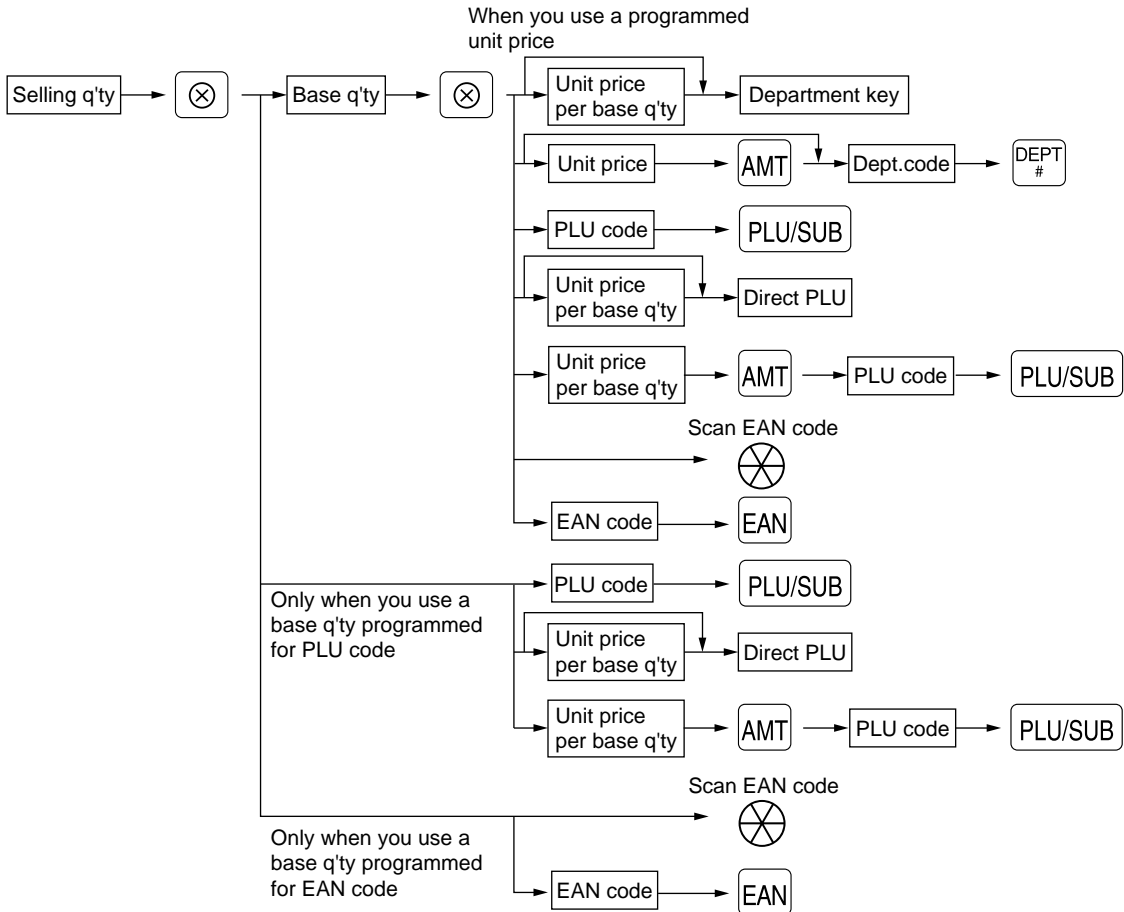 When you use a programmed
unit price
Selling q'ty
⊗
Base q'ty
⊗
Unit price
per base q'ty
Department key
Unit price
AMT
Dept.code
DEPT
#
PLU code
PLU/SUB
Unit price
per base q'ty
Direct PLU
Unit price
per base q'ty
AMT
PLU code
PLU/SUB
Scan EAN code
EAN code
EAN
Only when you use a
base q'ty programmed
for PLU code
PLU code
PLU/SUB
Unit price
per base q'ty
Direct PLU
Unit price
per base q'ty
AMT
PLU code
PLU/SUB
Scan EAN code
Only when you use a
base q'ty programmed
for EAN code
EAN code
EAN